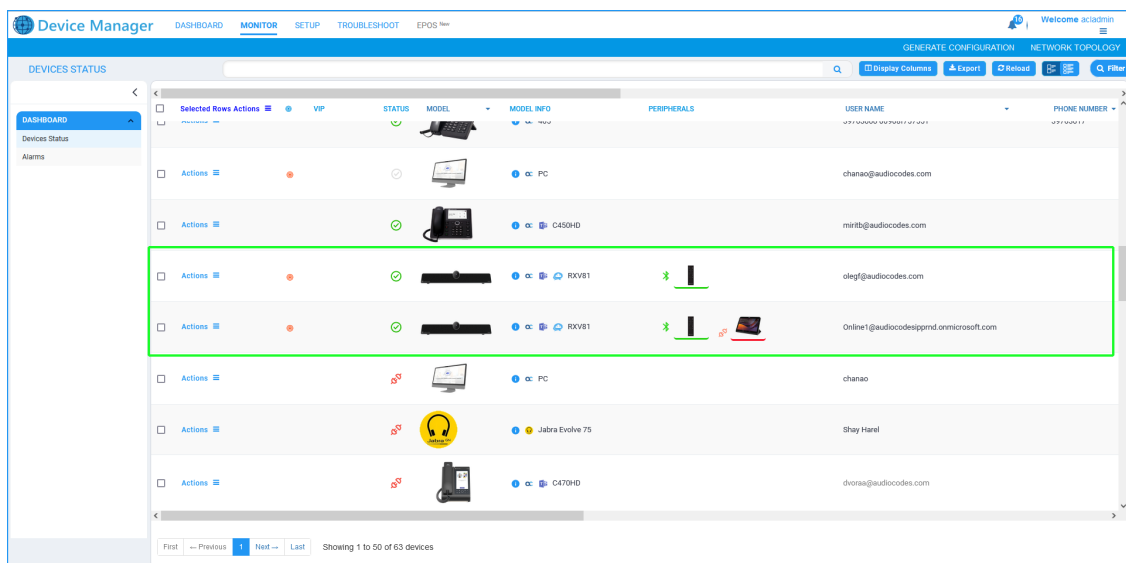 Device Manager DASHBOARD MONITOR SETUP TROUBLESHOOT EPOS New 16 Welcome acladmin
GENERATE CONFIGURATION NETWORK TOPOLOGY
DEVICES STATUS Display Columns Export Reload Filter
Selected Rows Actions VIP STATUS MODEL MODEL INFO PERIPHERALS USER NAME PHONE NUMBER
DASHBOARD
Devices Status
Alarms
Actions PC chanao@audiocodes.com
Actions C450HD miritb@audiocodes.com
Actions RXV81 olegf@audiocodes.com
Actions RXV81 Online1@audiocodesipprnd.onmicrosoft.com
Actions PC chanao
Actions Jabra Jabra Evolve 75 Shay Harel
Actions C470HD dvoraa@audiocodes.com
First ← Previous 1 Next → Last Showing 1 to 50 of 63 devices